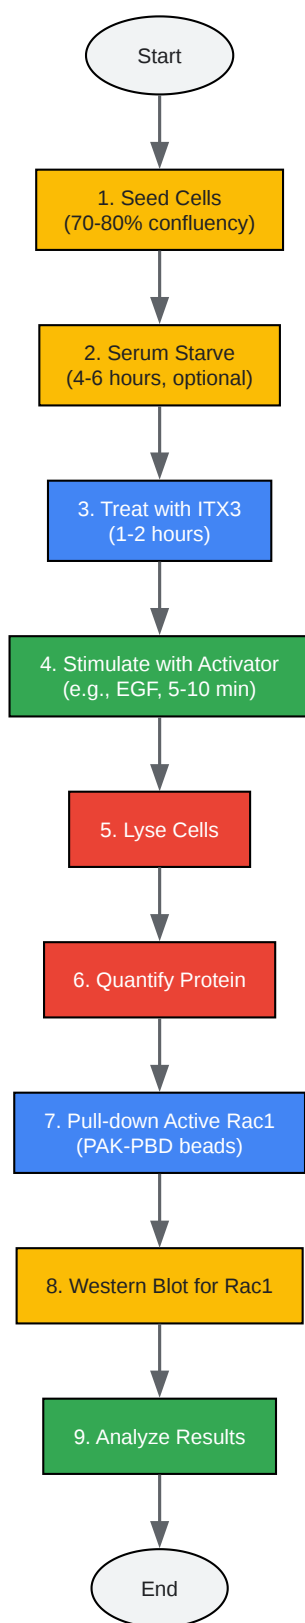 Start
1. Seed Cells
(70-80% confluency)
2. Serum Starve
(4-6 hours, optional)
3. Treat with ITX3
(1-2 hours)
4. Stimulate with Activator
(e.g., EGF, 5-10 min)
5. Lyse Cells
6. Quantify Protein
7. Pull-down Active Rac1
(PAK-PBD beads)
8. Western Blot for Rac1
9. Analyze Results
End